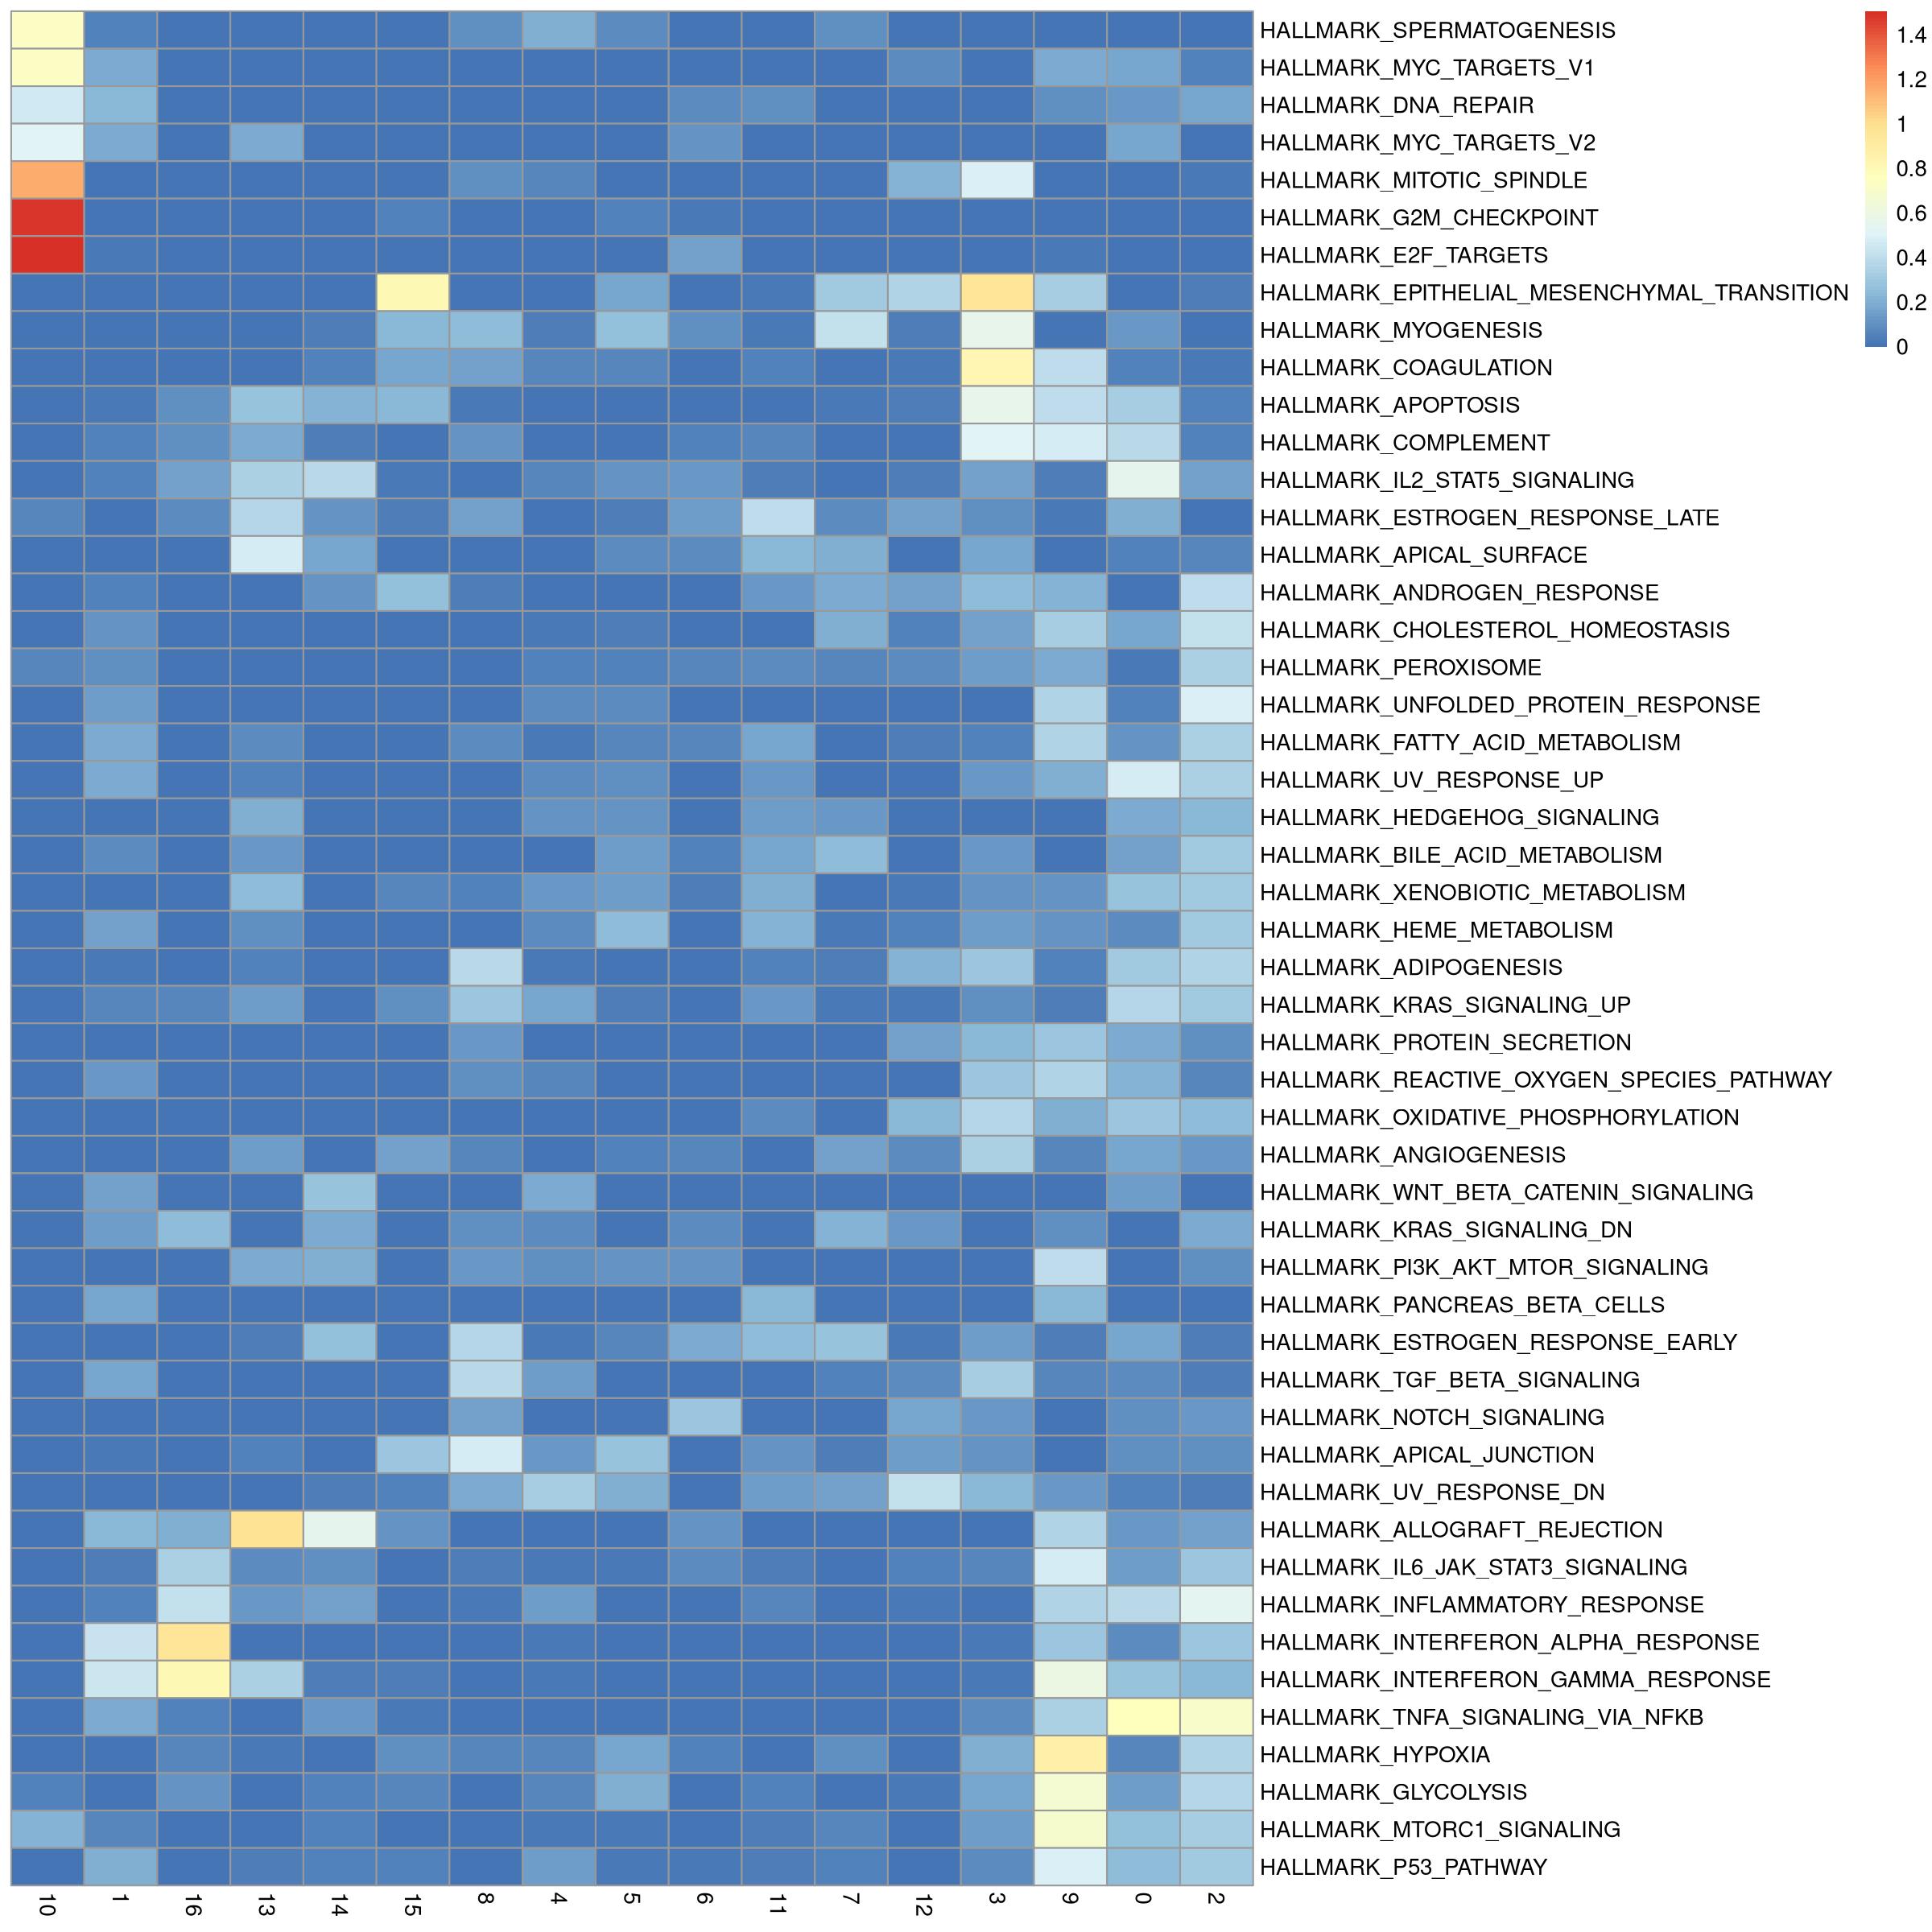 HALLMARK_SPERMATOGENESIS
HALLMARK_MYC_TARGETS_V1
HALLMARK_DNA_REPAIR
HALLMARK_MYC_TARGETS_V2
HALLMARK_MITOTIC_SPINDLE
HALLMARK_G2M_CHECKPOINT
HALLMARK_E2F_TARGETS
HALLMARK_EPITHELIAL_MESENCHYMAL_TRANSITION
HALLMARK_MYOGENESIS
HALLMARK_COAGULATION
HALLMARK_APOPTOSIS
HALLMARK_COMPLEMENT
HALLMARK_IL2_STAT5_SIGNALING
HALLMARK_ESTROGEN_RESPONSE_LATE
HALLMARK_APICAL_SURFACE
HALLMARK_ANDROGEN_RESPONSE
HALLMARK_CHOLESTEROL_HOMEOSTASIS
HALLMARK_PEROXISOME
HALLMARK_UNFOLDED_PROTEIN_RESPONSE
HALLMARK_FATTY_ACID_METABOLISM
HALLMARK_UV_RESPONSE_UP
HALLMARK_HEDGEHOG_SIGNALING
HALLMARK_BILE_ACID_METABOLISM
HALLMARK_XENOBIOTIC_METABOLISM
HALLMARK_HEME_METABOLISM
HALLMARK_ADIPOGENESIS
HALLMARK_KRAS_SIGNALING_UP
HALLMARK_PROTEIN_SECRETION
HALLMARK_REACTIVE_OXYGEN_SPECIES_PATHWAY
HALLMARK_OXIDATIVE_PHOSPHORYLATION
HALLMARK_ANGIOGENESIS
HALLMARK_WNT_BETA_CATENIN_SIGNALING
HALLMARK_KRAS_SIGNALING_DN
HALLMARK_PI3K_AKT_MTOR_SIGNALING
HALLMARK_PANCREAS_BETA_CELLS
HALLMARK_ESTROGEN_RESPONSE_EARLY
HALLMARK_TGF_BETA_SIGNALING
HALLMARK_NOTCH_SIGNALING
HALLMARK_APICAL_JUNCTION
HALLMARK_UV_RESPONSE_DN
HALLMARK_ALLOGRAFT_REJECTION
HALLMARK_IL6_JAK_STAT3_SIGNALING
HALLMARK_INFLAMMATORY_RESPONSE
HALLMARK_INTERFERON_ALPHA_RESPONSE
HALLMARK_INTERFERON_GAMMA_RESPONSE
HALLMARK_TNFA_SIGNALING_VIA_NFKB
HALLMARK_HYPOXIA
HALLMARK_GLYCOLYSIS
HALLMARK_MTORC1_SIGNALING
HALLMARK_P53_PATHWAY
10 1 16 13 14 15 8 4 5 6 11 7 12 3 9 0 2
1.4
1.2
1
0.8
0.6
0.4
0.2
0